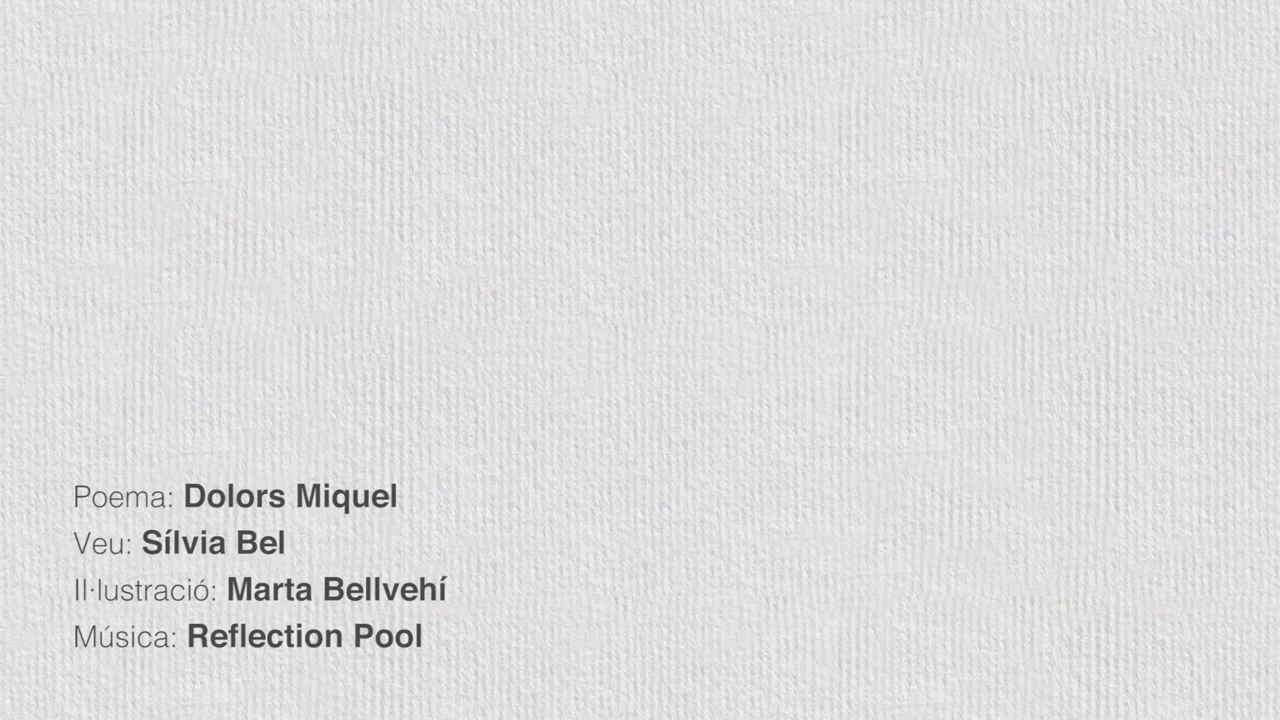 Poema: Dolors Miquel
Veu: Sílvia Bel
Il·lustració: Marta Bellvehí
Música: Reflection Pool